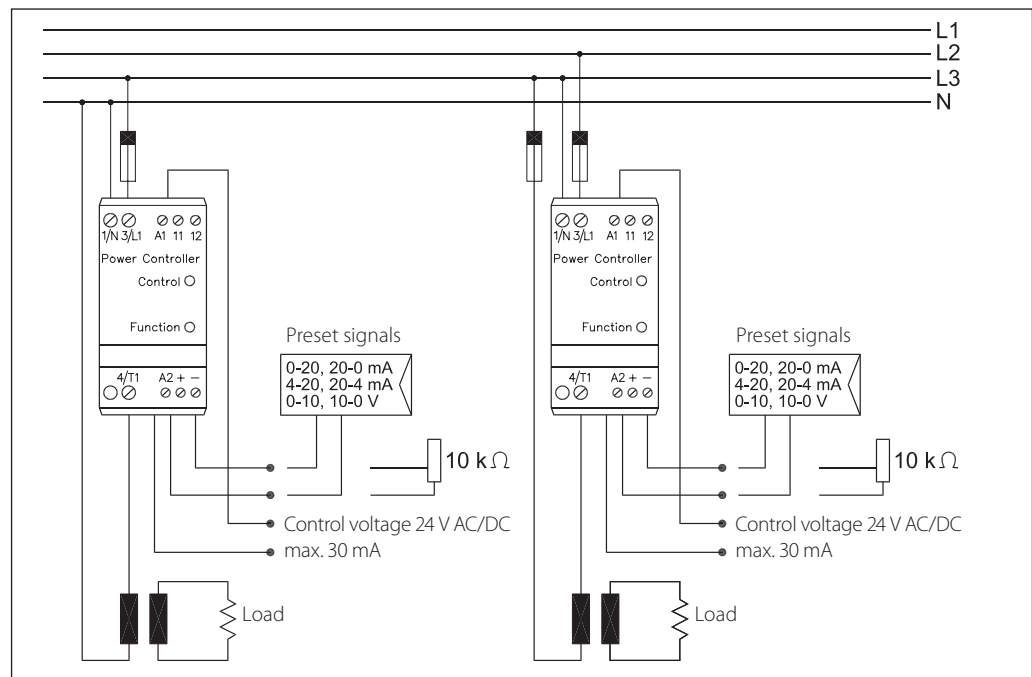 L1
L2
L3
N
1/N 3/L1 A1 11 12
Power Controller
Control
Function
4/T1 A2 + −
Preset signals
0-20, 20-0 mA
4-20, 20-4 mA
0-10, 10-0 V
10 kΩ
Control voltage 24 V AC/DC
max. 30 mA
Load
1/N 3/L1 A1 11 12
Power Controller
Control
Function
4/T1 A2 + −
Preset signals
0-20, 20-0 mA
4-20, 20-4 mA
0-10, 10-0 V
10 kΩ
Control voltage 24 V AC/DC
max. 30 mA
Load